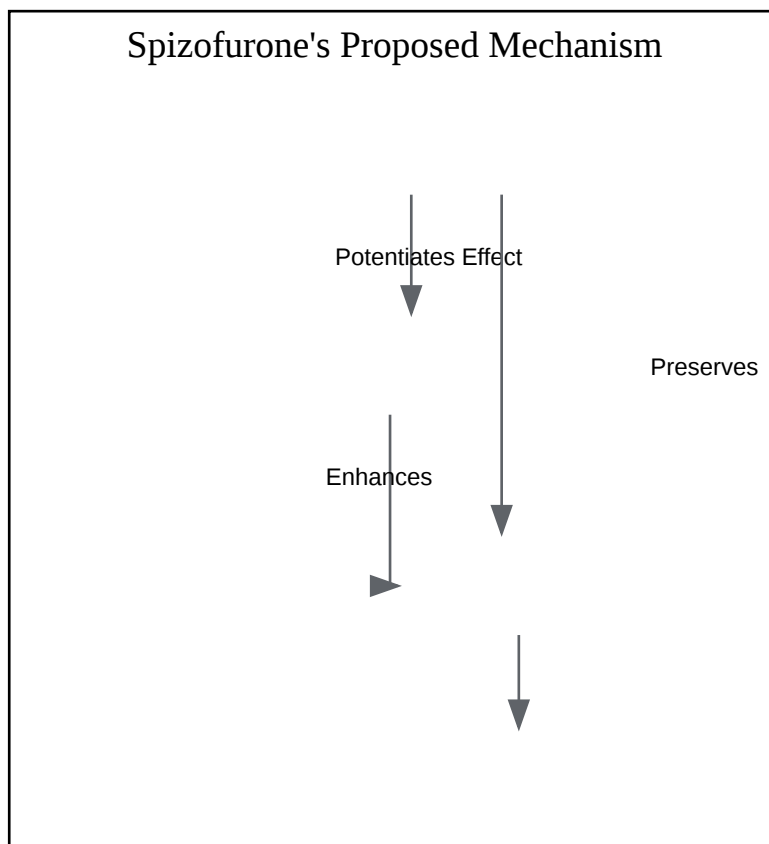 Spizofurone's Proposed Mechanism
Potentiates Effect
Preserves
Enhances